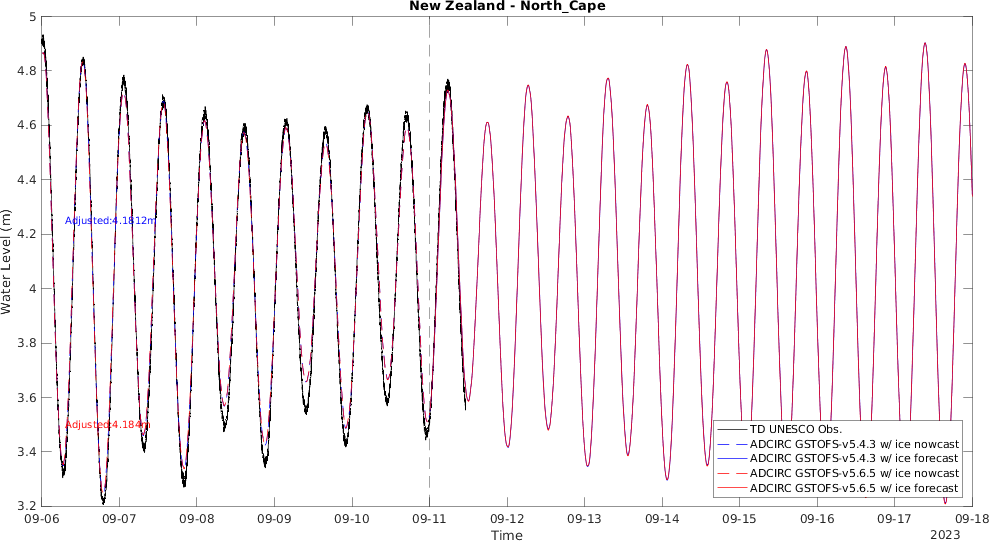 New Zealand - North_Cape
Water Level (m)
5
4.8
4.6
4.4
4.2
4
3.8
3.6
3.4
3.2
Adjusted:4.1812m
Adjusted:4.184m
TD UNESCO Obs.
ADCIRC GSTOFS-v5.4.3 w/ ice nowcast
ADCIRC GSTOFS-v5.4.3 w/ ice forecast
ADCIRC GSTOFS-v5.6.5 w/ ice nowcast
ADCIRC GSTOFS-v5.6.5 w/ ice forecast
09-06 09-07 09-08 09-09 09-10 09-11 09-12 09-13 09-14 09-15 09-16 09-17 09-18
Time
2023